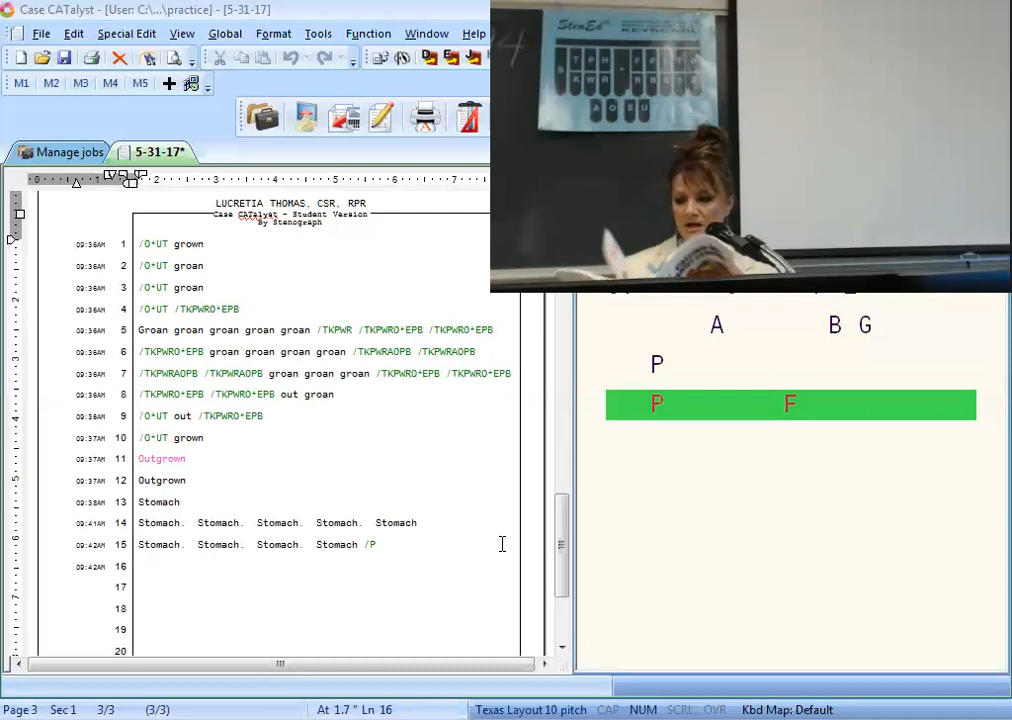 Case CATalyst - [User: C:\...\practice] - [5-31-17]
File Edit Special Edit View Global Format Tools Function Window Help
M1 M2 M3 M4 M5
Manage jobs 5-31-17*
LUCRETIA THOMAS, CSR, RPR
Case CATalyst - Student Version
By Stenograph
09:36AM 1 /O*UT grown
09:36AM 2 /O*UT groan
09:36AM 3 /O*UT groan
09:36AM 4 /O*UT /TKPWRO*EPB
09:36AM 5 Groan groan groan groan groan /TKPWR /TKPWRO*EPB /TKPWRO*EPB
09:36AM 6 /TKPWRO*EPB groan groan groan groan /TKPWRAOPB /TKPWRAOPB
09:36AM 7 /TKPWRAOPB /TKPWRAOPB groan groan groan /TKPWRO*EPB /TKPWRO*EPB
09:36AM 8 /TKPWRO*EPB /TKPWRO*EPB out groan
09:36AM 9 /O*UT out /TKPWRO*EPB
09:37AM 10 /O*UT grown
09:37AM 11 Outgrown
09:37AM 12 Outgrown
09:38AM 13 Stomach
09:41AM 14 Stomach. Stomach. Stomach. Stomach. Stomach
09:42AM 15 Stomach. Stomach. Stomach. Stomach /P
09:42AM 16
17
18
19
20
Page 3 Sec 1 3/3 (3/3) At 1.7 " Ln 16 Texas Layout 10 pitch CAP NUM SCRL OVR Kbd Map: Default
StenEd
KEYBOARD
A B G
P
P F